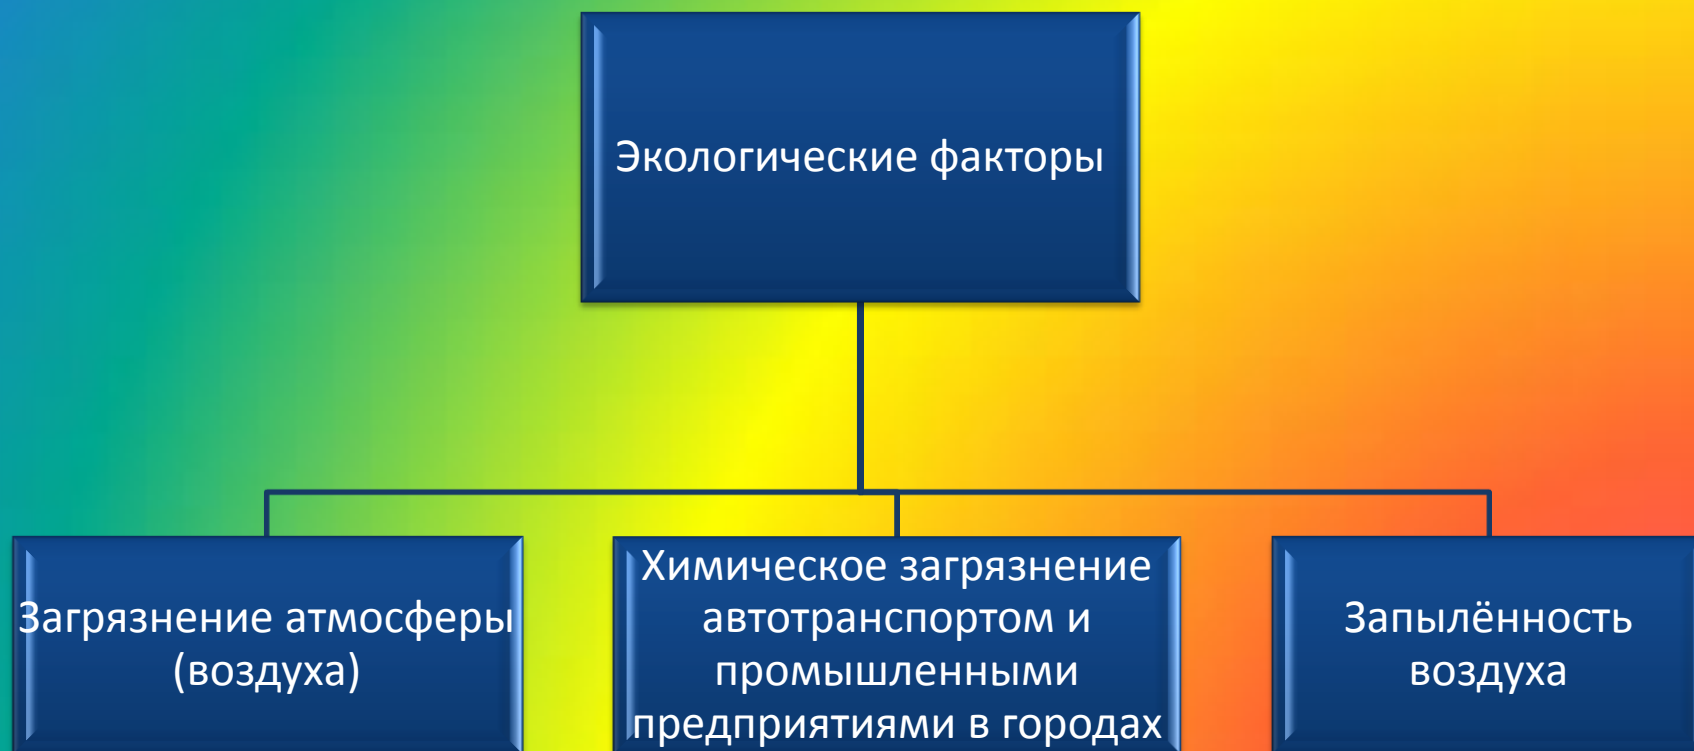 Экологические факторы
Загрязнение атмосферы
(воздуха)
Химическое загрязнение
автотранспортом и
промышленными
предприятиями в городах
Запылённость
воздуха